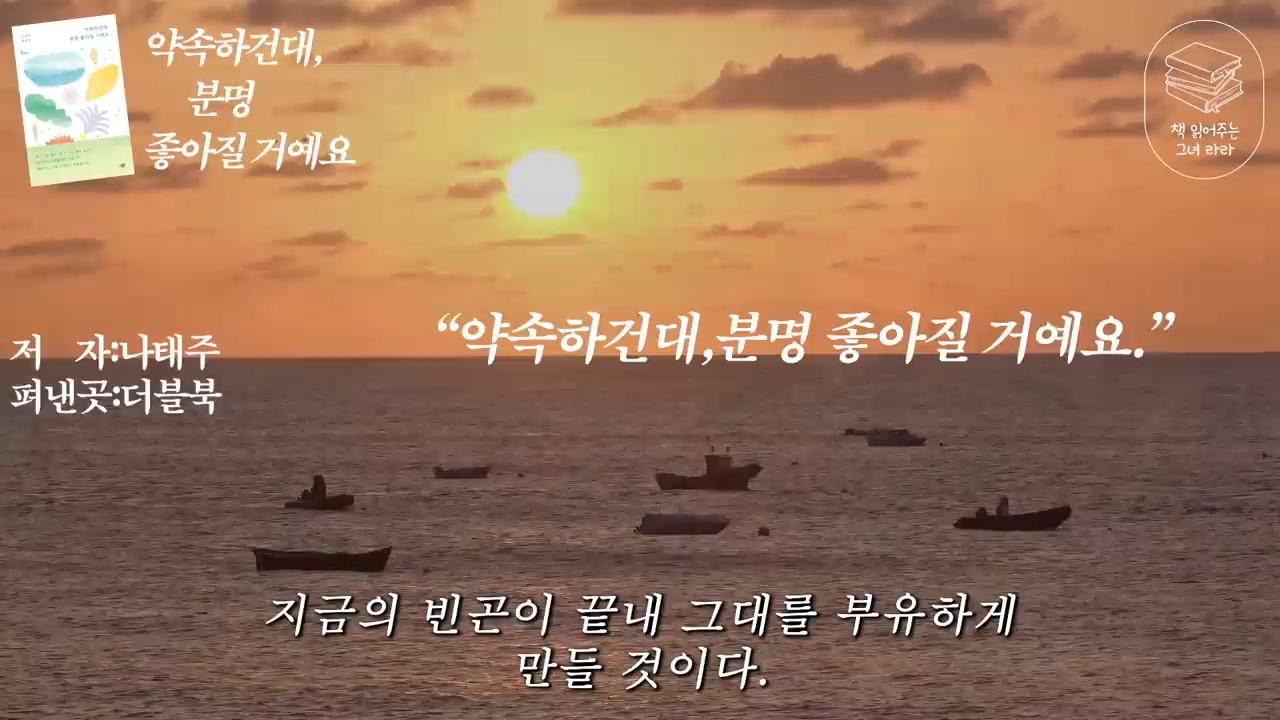 약속하건대,
분명
좋아질 거예요
책 읽어주는
그녀 라라
“약속하건대,분명 좋아질 거예요.”
저 자:나태주
펴낸곳:더블북
지금의 빈곤이 끝내 그대를 부유하게
만들 것이다.